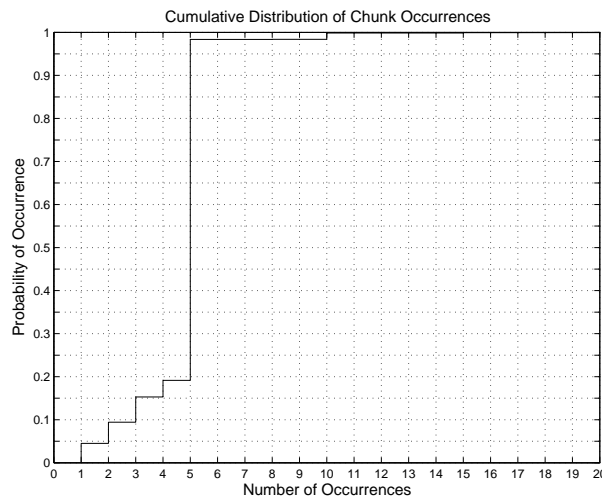 Cumulative Distribution of Chunk Occurrences
1
0.9
0.8
0.7
0.6
0.5
0.4
0.3
0.2
0.1
0
Probability of Occurrence
0 1 2 3 4 5 6 7 8 9 10 11 12 13 14 15 16 17 18 19 20
Number of Occurrences